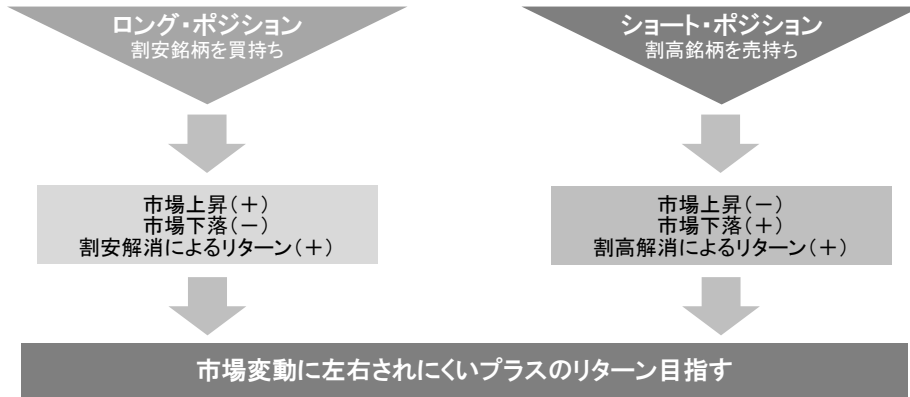 ロング・ポジション
割安銘柄を買持ち
ショート・ポジション
割高銘柄を売持ち
市場上昇(+)
市場下落(-)
割安解消によるリターン(+)
市場上昇(-)
市場下落(+)
割高解消によるリターン(+)
市場変動に左右されにくいプラスのリターン目指す